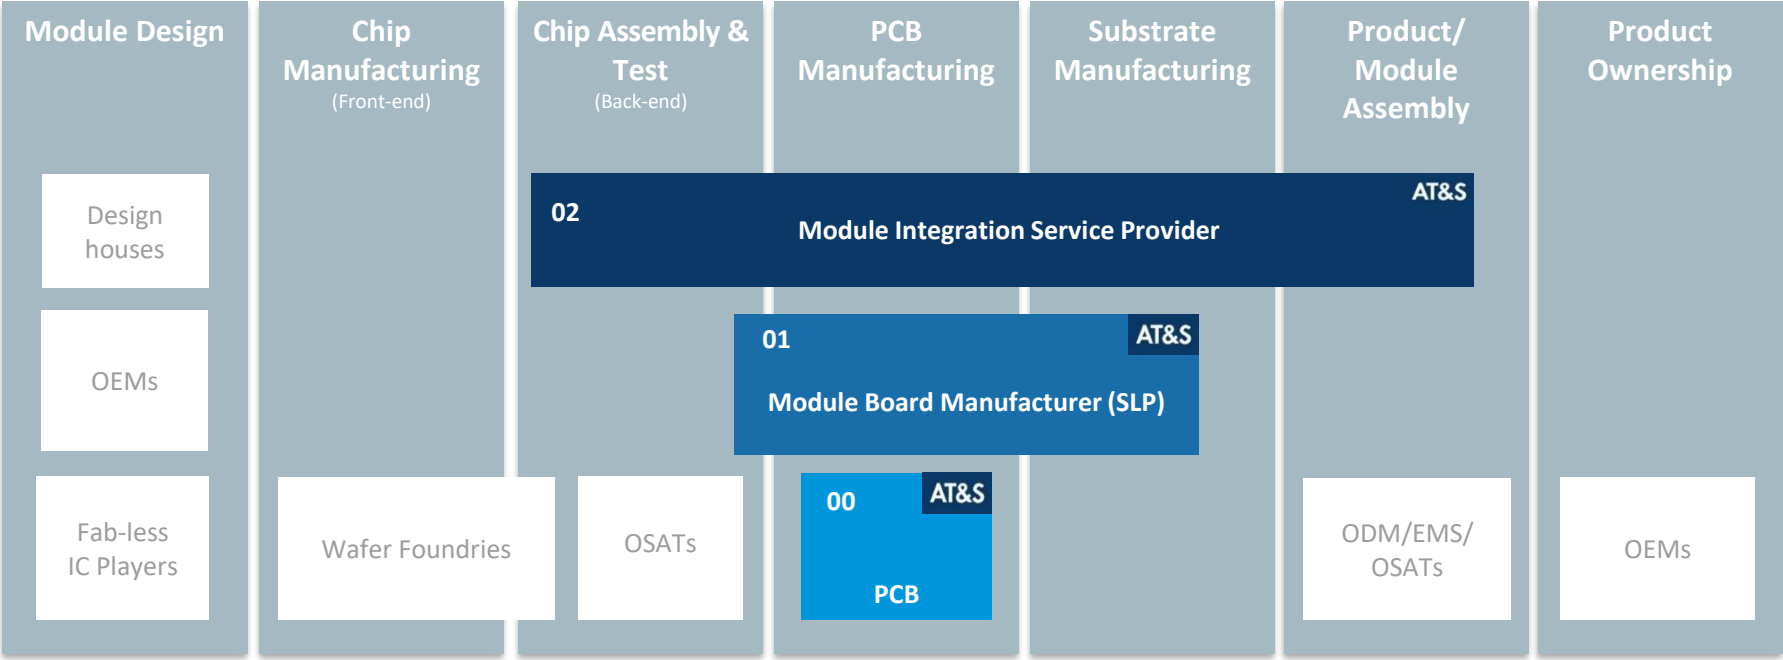 Module Design
Chip
Manufacturing
(Front-end)
Chip Assembly &
Test
(Back-end)
PCB
Manufacturing
Substrate
Manufacturing
Product/
Module
Assembly
Product
Ownership
Design
houses
OEMs
Fab-less
IC Players
Wafer Foundries
OSATs
02
Module Integration Service Provider
AT&S
01
AT&S
Module Board Manufacturer (SLP)
00
AT&S
PCB
ODM/EMS/
OSATs
OEMs